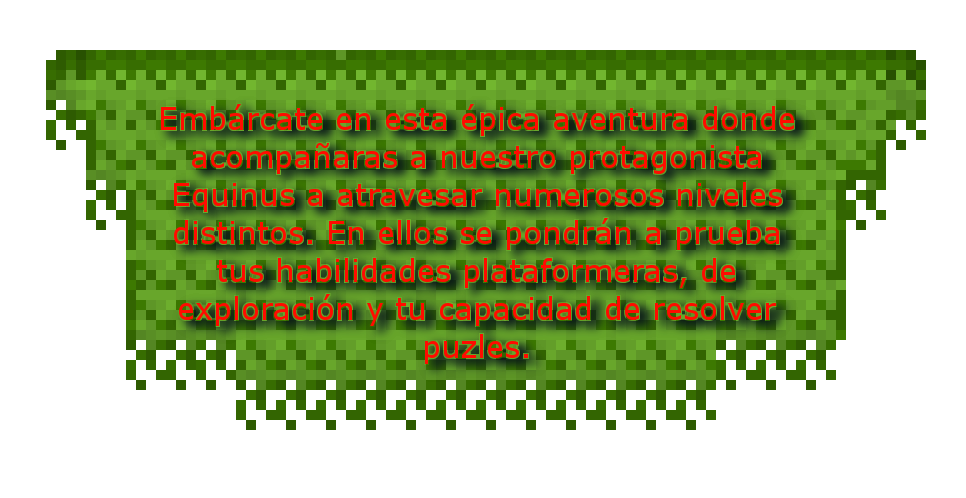 Embárcate en esta épica aventura donde
acompañaras a nuestro protagonista
Equinus a atravesar numerosos niveles
distintos. En ellos se pondrán a prueba
tus habilidades plataformeras, de
exploración y tu capacidad de resolver
puzles.